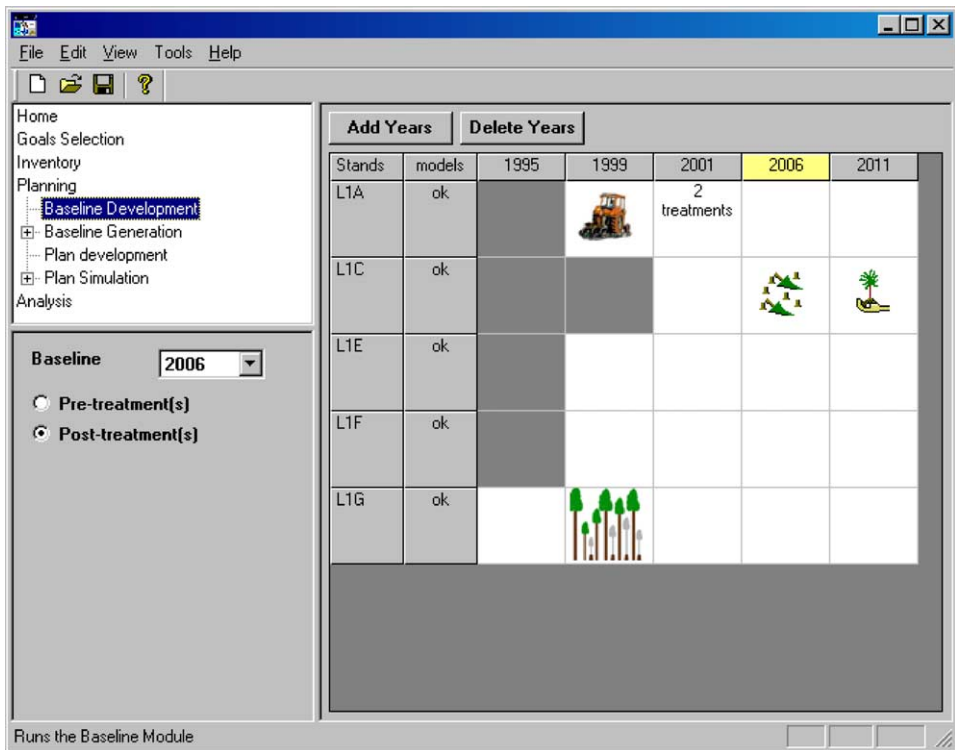 File Edit View Tools Help
Home
Goals Selection
Inventory
Planning
Baseline Development
Baseline Generation
Plan development
Plan Simulation
Analysis
Baseline 2006
Pre-treatment(s)
Post-treatment(s)
Add Years Delete Years
Stands models 1995 1999 2001 2006 2011
L1A ok 2
treatments
L1C ok
L1E ok
L1F ok
L1G ok
Runs the Baseline Module